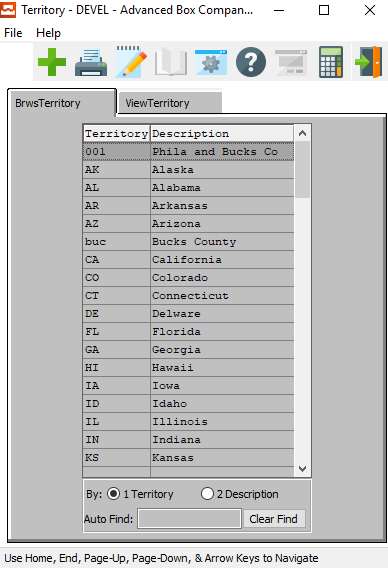 Territory - DEVEL - Advanced Box Compan...
File Help
BrwsTerritory ViewTerritory
Territory Description
001 Phila and Bucks Co
AK Alaska
AL Alabama
AR Arkansas
AZ Arizona
buc Bucks County
CA California
CO Colorado
CT Connecticut
DE Delware
FL Florida
GA Georgia
HI Hawaii
IA Iowa
ID Idaho
IL Illinois
IN Indiana
KS Kansas
By: 1 Territory 2 Description
Auto Find: Clear Find
Use Home, End, Page-Up, Page-Down, & Arrow Keys to Navigate